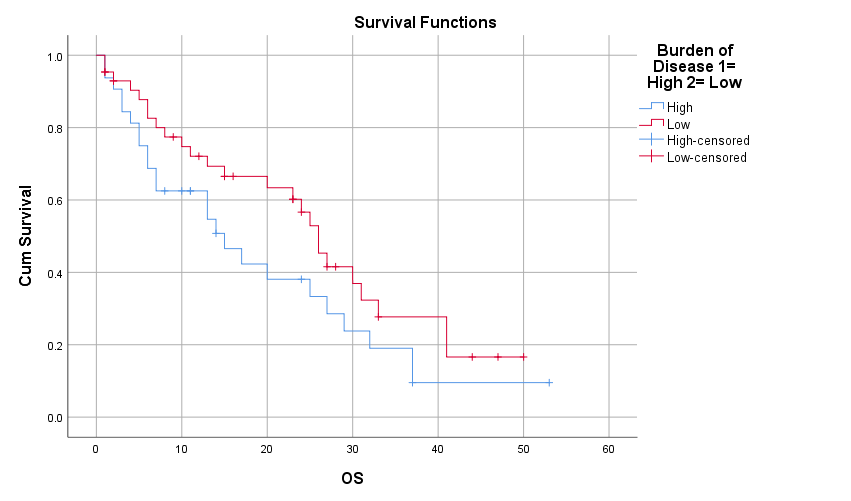 Survival Functions
Burden of
Disease 1=
High 2= Low
High
Low
High-censored
Low-censored
Cum Survival
1.0
0.8
0.6
0.4
0.2
0.0
0 10 20 30 40 50 60
OS